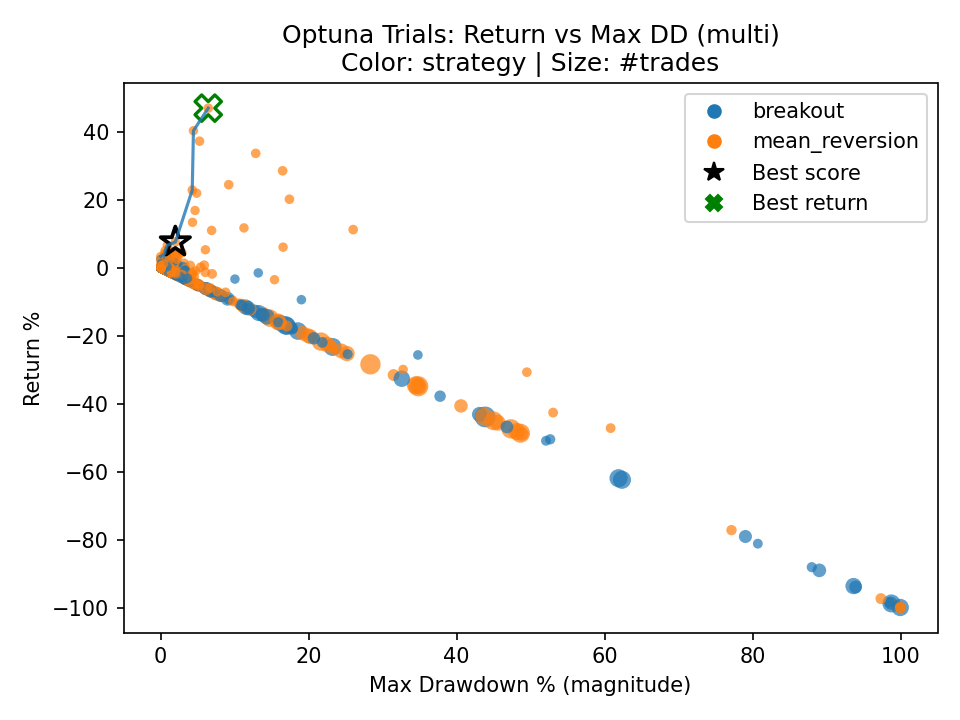 Optuna Trials: Return vs Max DD (multi)
Color: strategy | Size: #trades
breakout
mean_reversion
Best score
Best return
Return %
40
20
0
−20
−40
−60
−80
−100
0
20
40
60
80
100
Max Drawdown % (magnitude)